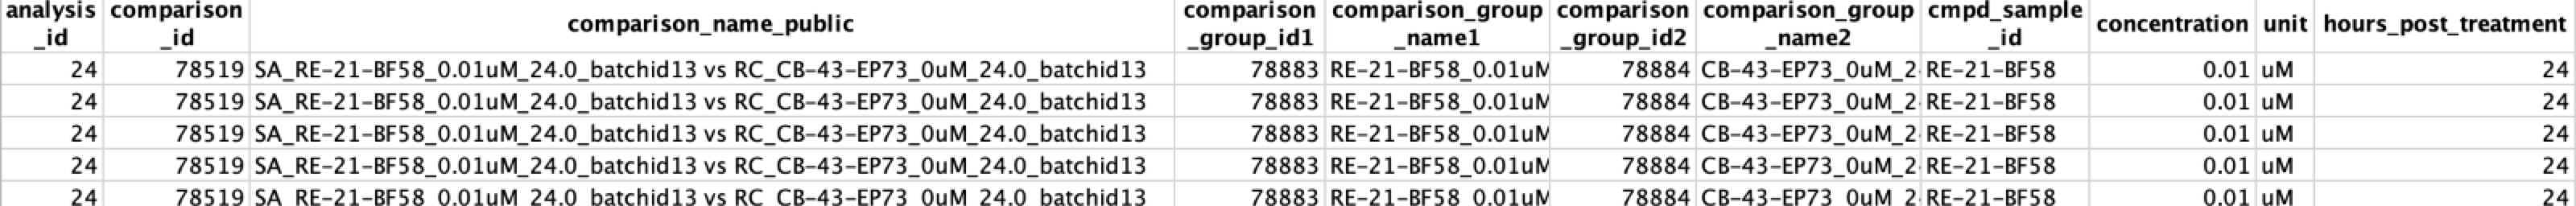 analysis_id comparison_id comparison_name_public comparison_group_id1 comparison_group_name1 comparison_group_id2 comparison_group_name2 cmpd_sample_id concentration unit hours_post_treatment
24 78519 SA_RE-21-BF58_0.01uM_24.0_batchid13 vs RC_CB-43-EP73_0uM_24.0_batchid13 78883 RE-21-BF58_0.01uM 78884 CB-43-EP73_0uM_2 RE-21-BF58 0.01 uM 24
24 78519 SA_RE-21-BF58_0.01uM_24.0_batchid13 vs RC_CB-43-EP73_0uM_24.0_batchid13 78883 RE-21-BF58_0.01uM 78884 CB-43-EP73_0uM_2 RE-21-BF58 0.01 uM 24
24 78519 SA_RE-21-BF58_0.01uM_24.0_batchid13 vs RC_CB-43-EP73_0uM_24.0_batchid13 78883 RE-21-BF58_0.01uM 78884 CB-43-EP73_0uM_2 RE-21-BF58 0.01 uM 24
24 78519 SA_RE-21-BF58_0.01uM_24.0_batchid13 vs RC_CB-43-EP73_0uM_24.0_batchid13 78883 RE-21-BF58_0.01uM 78884 CB-43-EP73_0uM_2 RE-21-BF58 0.01 uM 24
24 78519 SA_RE-21-BF58_0.01uM_24.0_batchid13 vs RC_CB-43-EP73_0uM_24.0_batchid13 78883 RE-21-BF58_0.01uM 78884 CB-43-EP73_0uM_2 RE-21-BF58 0.01 uM 24